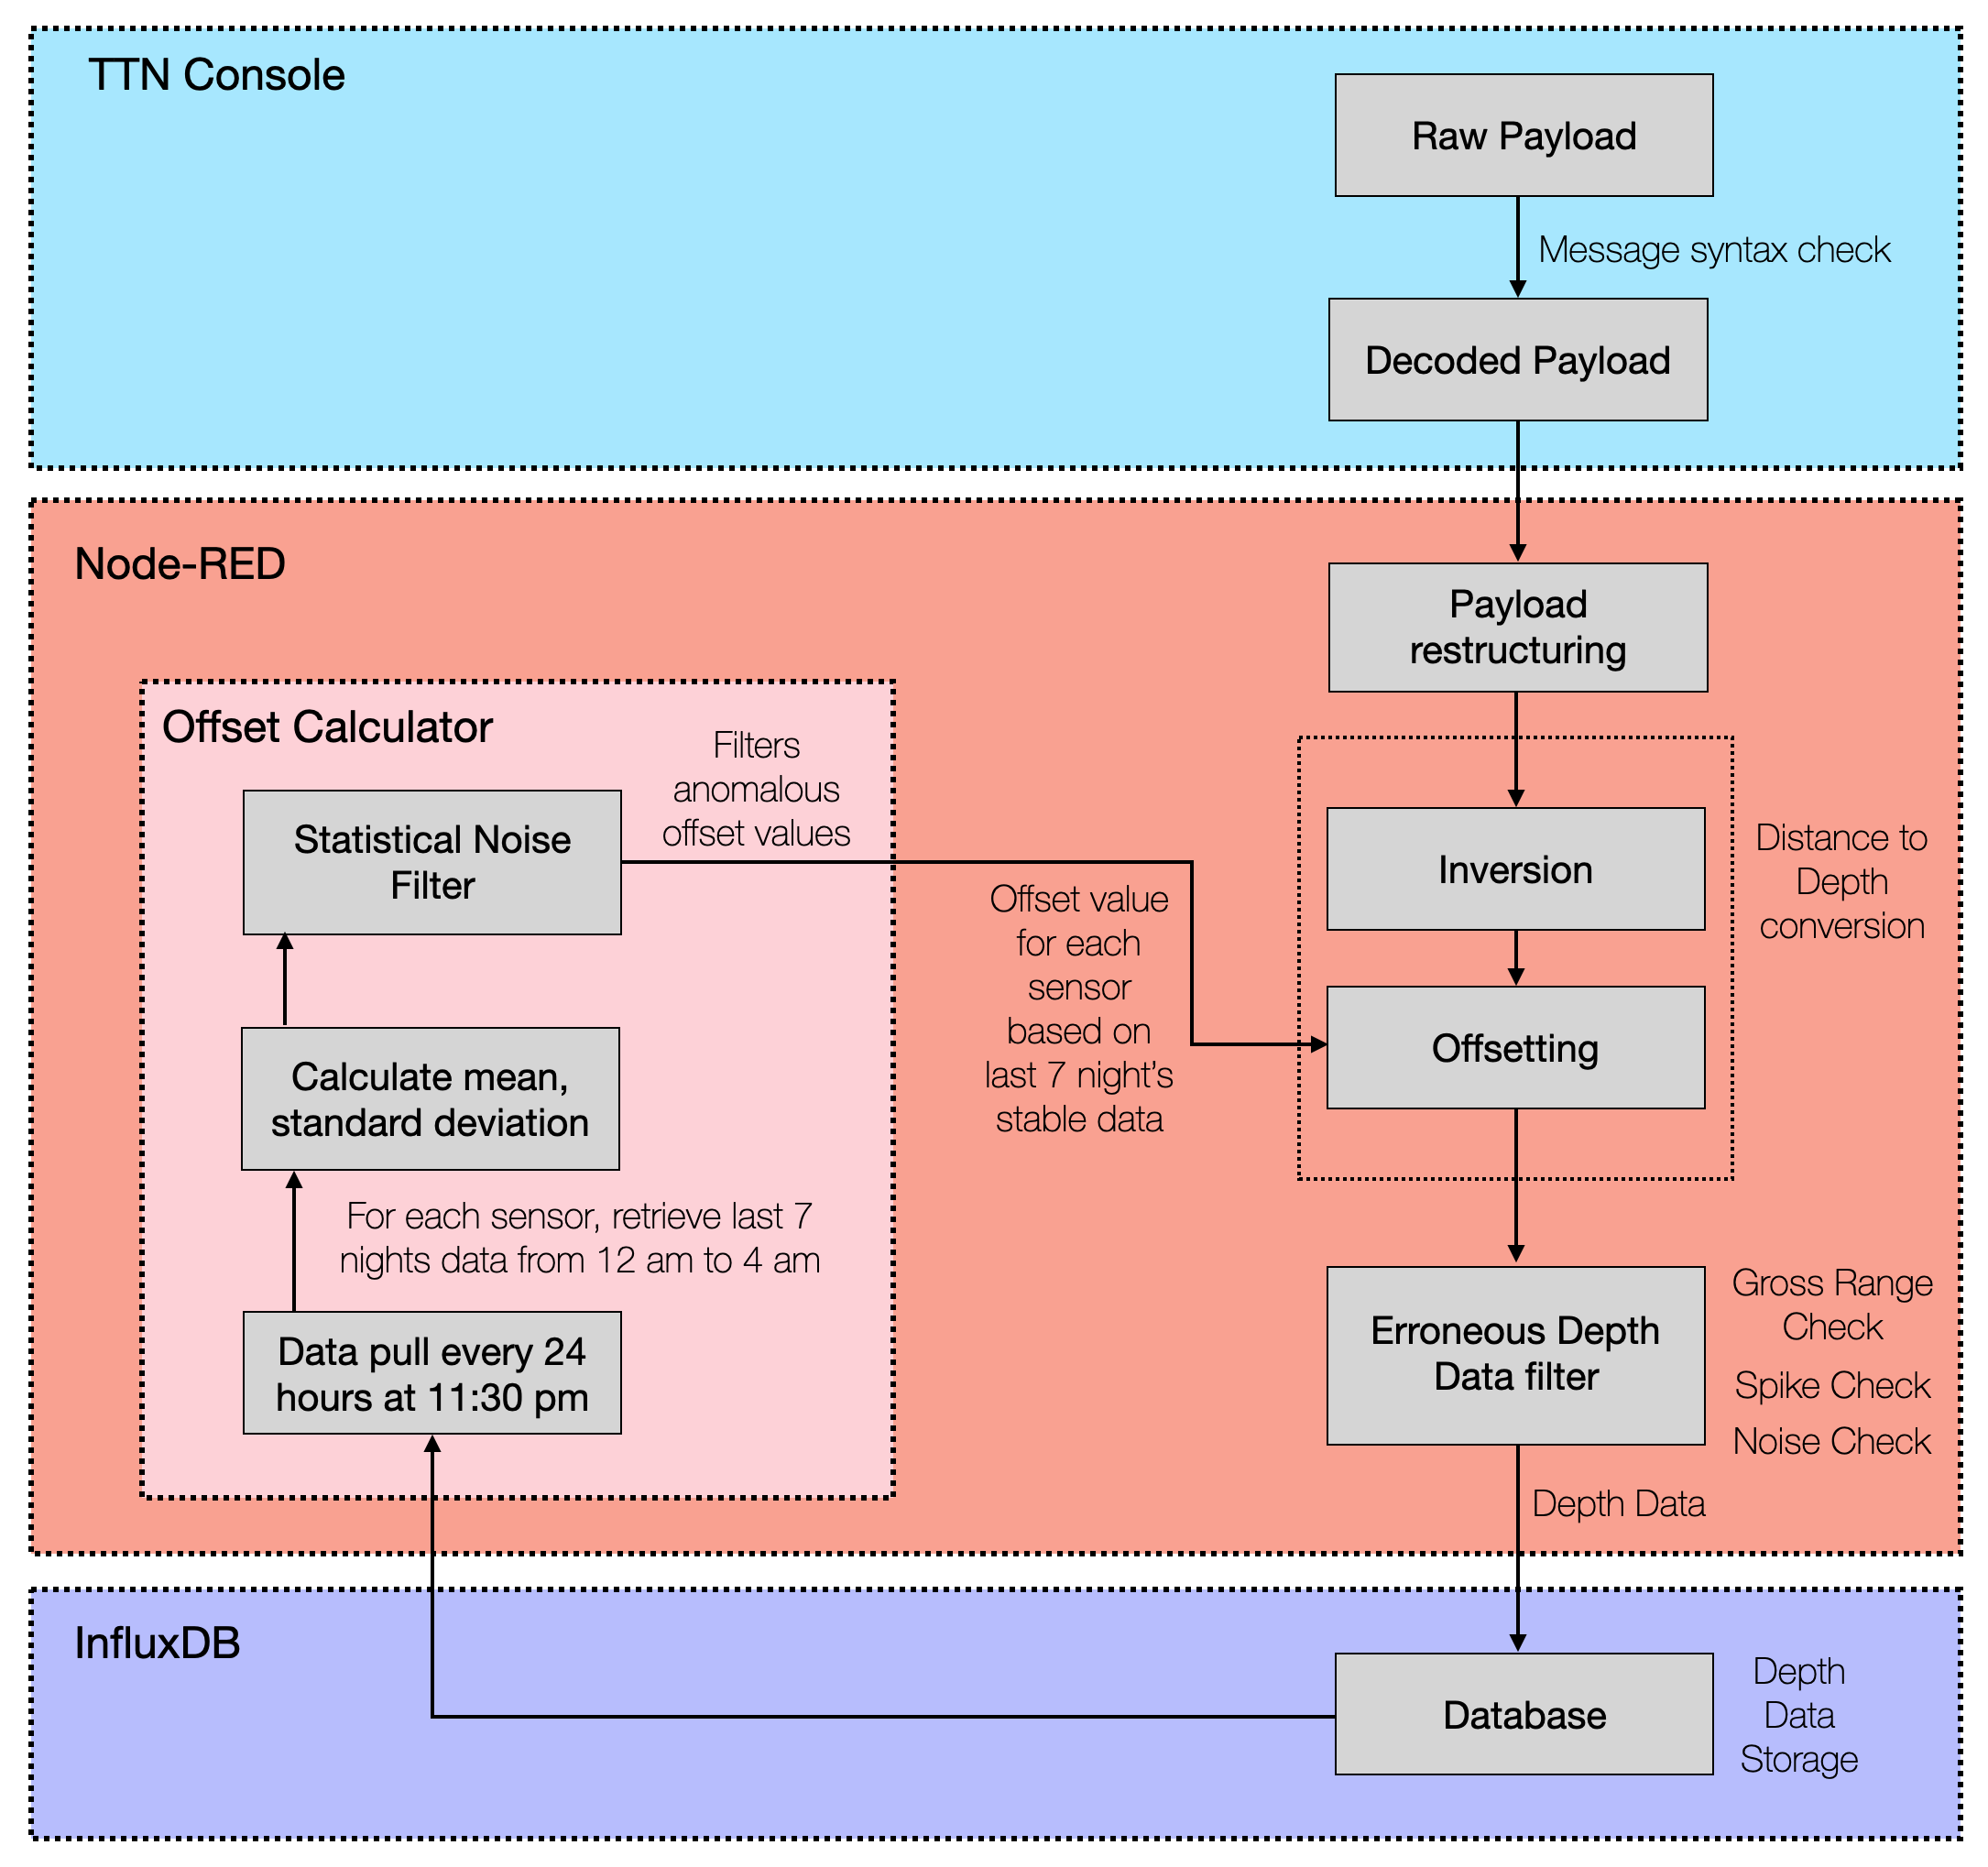 TTN Console
Raw Payload
Message syntax check
Decoded Payload
Node-RED
Payload
restructuring
Offset Calculator
Filters
anomalous
offset values
Statistical Noise
Filter
Calculate mean,
standard deviation
For each sensor, retrieve last 7
nights data from 12 am to 4 am
Data pull every 24
hours at 11:30 pm
Offset value
for each
sensor
based on
last 7 night's
stable data
Inversion
Distance to
Depth
conversion
Offsetting
Erroneous Depth
Data filter
Gross Range
Check
Spike Check
Noise Check
Depth Data
InfluxDB
Database
Depth
Data
Storage